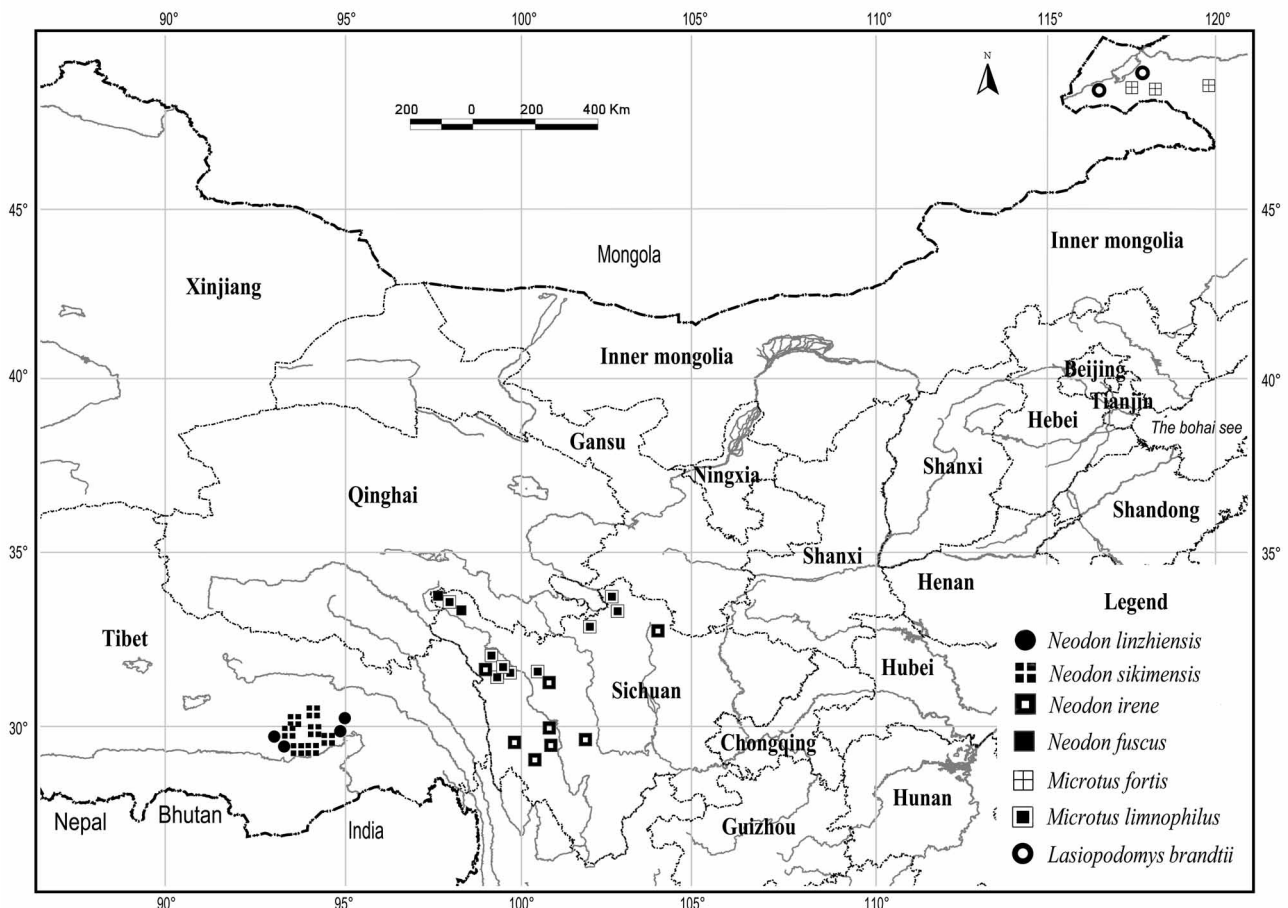 90° 95° 100° 105° 110° 115° 120°
N
200 0 200 400 Km
45° 45°
Mongola
Inner mongolia
Xinjiang
Inner mongolia
Beijing
40° 40°
Tianjin
Hebei
The bohai see
Gansu
Shanxi
Ningxia
Qinghai
Shandong
35° Shanxi 35°
Henan
Legend
Tibet
Neodon linzhiensis
Hubei
Neodon sikimensis
Sichuan
Neodon irene
30° 30°
Chongqing
Neodon fuscus
Microtus fortis
Hunan
Nepal Bhutan India
Guizhou
Microtus limnophilus
Lasiopodomys brandtii
90° 95° 100° 105° 110°